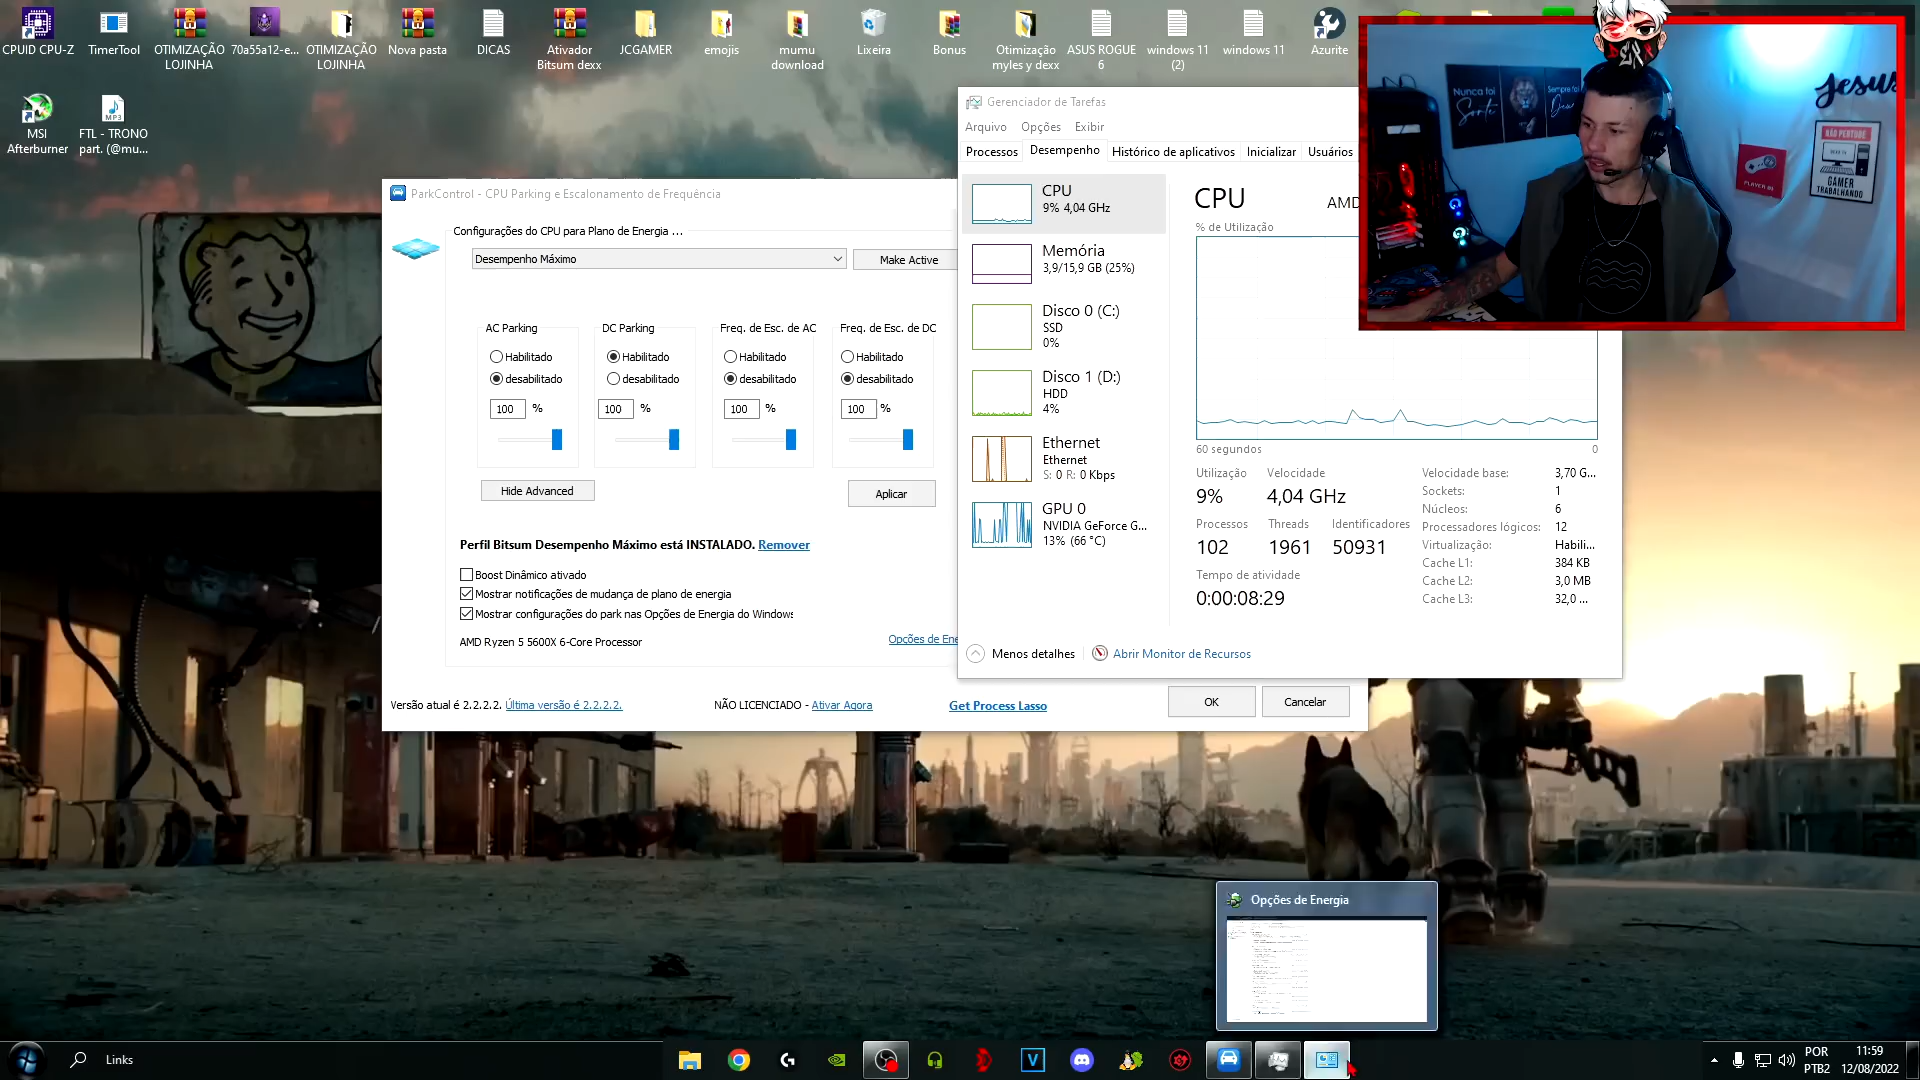 CPUID CPU-Z
TimerTool
OTIMIZAÇÃO
LOJINHA
70a55a12-e...
OTIMIZAÇÃO
LOJINHA
Nova pasta
DICAS
Ativador
Bitsum dexx
JCGAMER
emojis
mumu
download
Lixeira
Bonus
Otimização
myles y dexx
ASUS ROGUE
6
windows 11
(2)
windows 11
Azurite
MSI
Afterburner
FTL - TRONO
part. (@mu...
Nunca foi
Sorte
Sempre foi
Deus
Jesus
PLAYER 01
NÃO PERTURBE
GAMER
TRABALHANDO
Gerenciador de Tarefas
Arquivo Opções Exibir
Processos Desempenho Histórico de aplicativos Inicializar Usuários
CPU
9% 4,04 GHz
Memória
3,9/15,9 GB (25%)
Disco 0 (C:)
SSD
0%
Disco 1 (D:)
HDD
4%
Ethernet
Ethernet
S: 0 R: 0 Kbps
GPU 0
NVIDIA GeForce G...
13% (66 °C)
CPU AMD
% de Utilização
60 segundos 0
Utilização Velocidade
9% 4,04 GHz
Processos Threads Identificadores
102 1961 50931
Tempo de atividade
0:00:08:29
Velocidade base: 3,70 G...
Sockets: 1
Núcleos: 6
Processadores lógicos: 12
Virtualização: Habili...
Cache L1: 384 KB
Cache L2: 3,0 MB
Cache L3: 32,0 ...
Menos detalhes Abrir Monitor de Recursos
ParkControl - CPU Parking e Escalonamento de Frequência
Configurações do CPU para Plano de Energia ...
Desempenho Máximo Make Active
AC Parking DC Parking Freq. de Esc. de AC Freq. de Esc. de DC
Habilitado Habilitado Habilitado Habilitado
desabilitado desabilitado desabilitado desabilitado
100 % 100 % 100 % 100 %
Hide Advanced Aplicar
Perfil Bitsum Desempenho Máximo está INSTALADO. Remover
Boost Dinâmico ativado
Mostrar notificações de mudança de plano de energia
Mostrar configurações do park nas Opções de Energia do Windows
AMD Ryzen 5 5600X 6-Core Processor
Opções de Ene
Versão atual é 2.2.2.2. Última versão é 2.2.2.2. NÃO LICENCIADO - Ativar Agora Get Process Lasso OK Cancelar
Opções de Energia
Links
POR
PTB2
11:59
12/08/2022